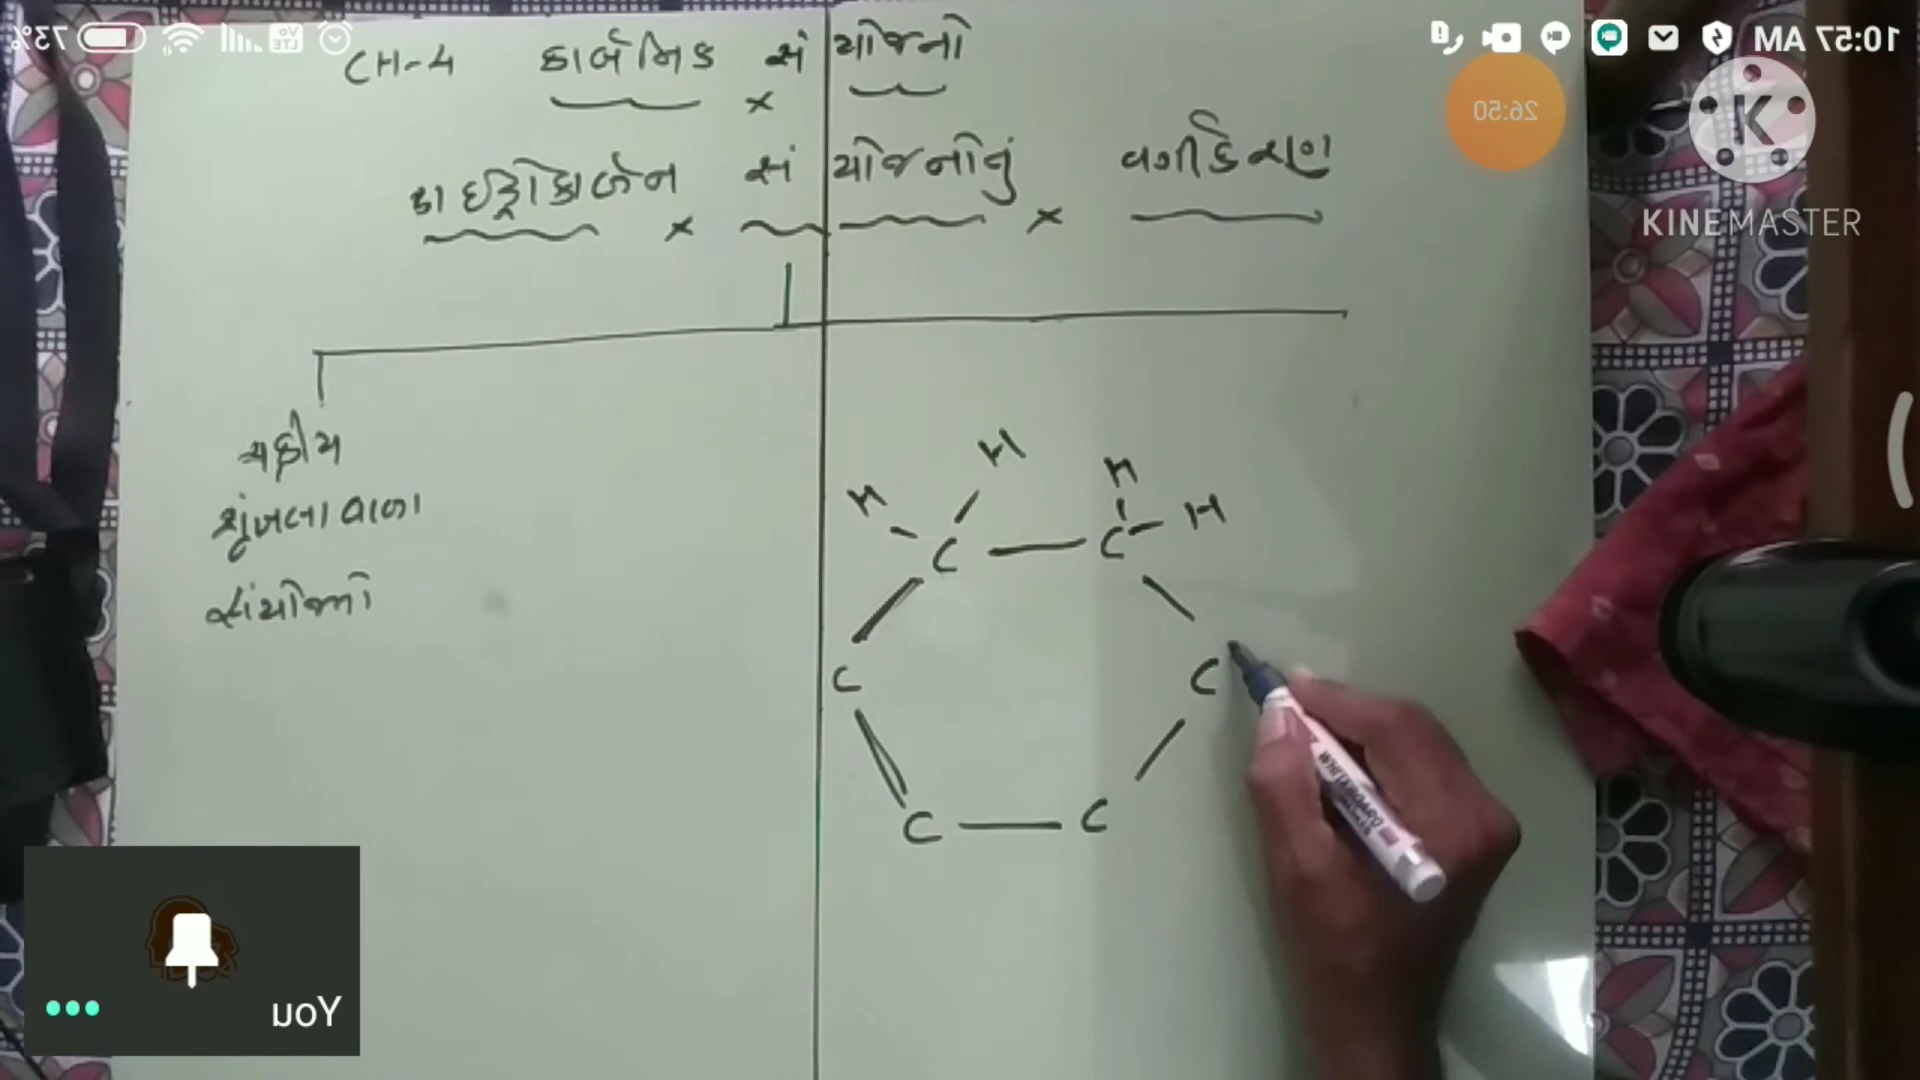 73%
10:57 AM
CH-4 કાર્બનિક સંયોજનો
26:50
K
KINEMASTER
હાઇડ્રોકાર્બન સંયોજનોનું વર્ગીકરણ
ચક્રીય
શૃંખલાવાળા
સંયોજનો
H H H H
C C
C C
C C
You